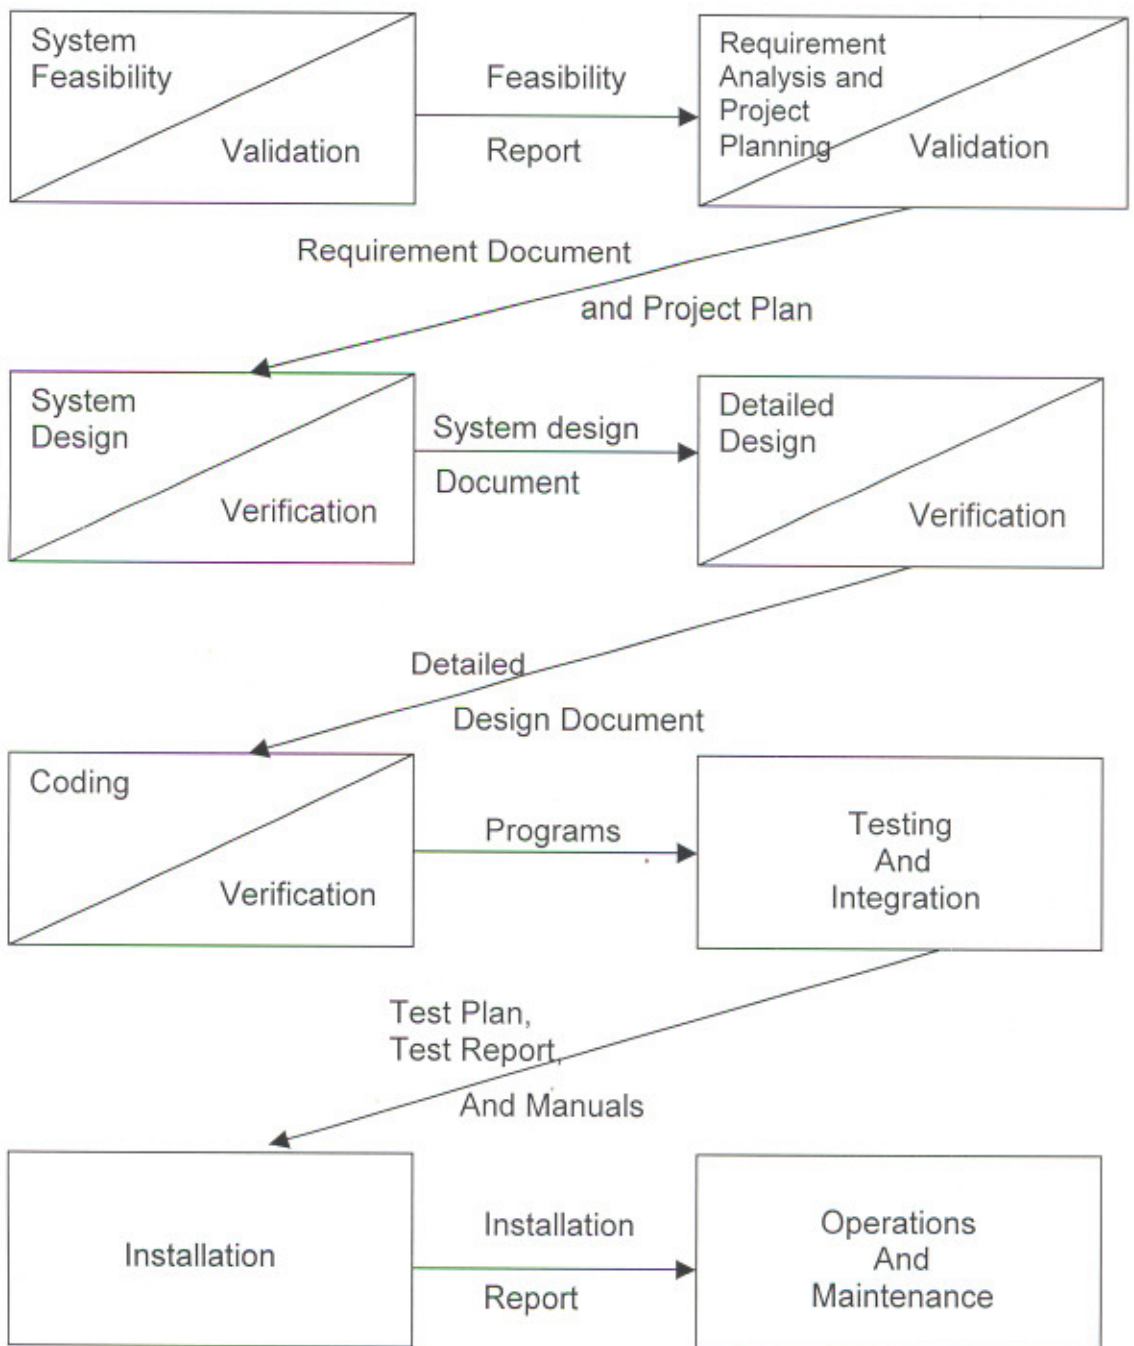 System
Feasibility
Validation
Feasibility
Report
Requirement
Analysis and
Project
Planning
Validation
Requirement Document
and Project Plan
System
Design
Verification
System design
Document
Detailed
Design
Verification
Detailed
Design Document
Coding
Verification
Programs
Testing
And
Integration
Test Plan,
Test Report,
And Manuals
Installation
Installation
Report
Operations
And
Maintenance